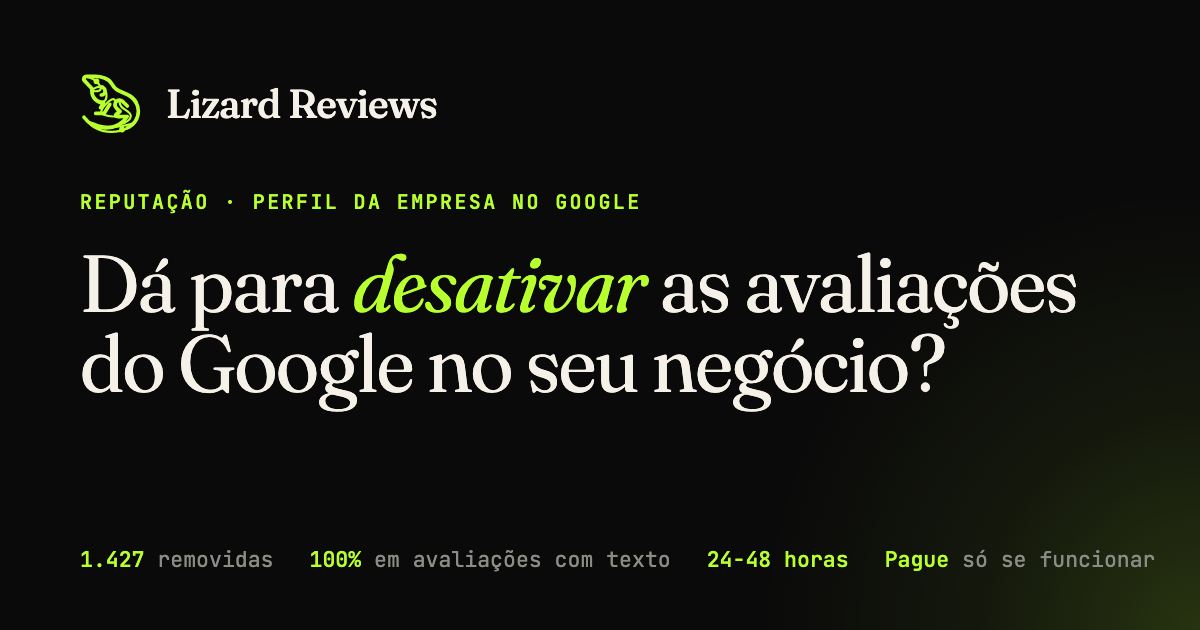 Lizard Reviews
REPUTAÇÃO · PERFIL DA EMPRESA NO GOOGLE
Dá para desativar as avaliações
do Google no seu negócio?
1.427 removidas 100% em avaliações com texto 24-48 horas Pague só se funcionar